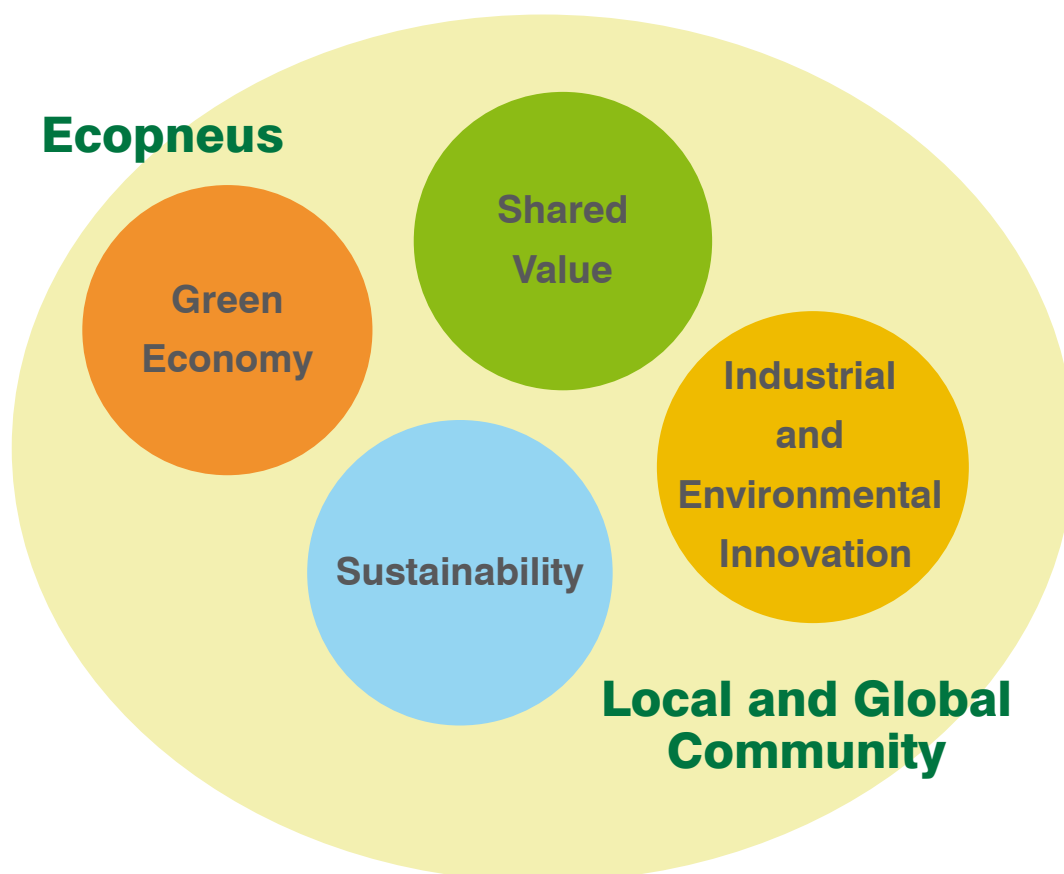 Ecopneus
Shared
Value
Green
Economy
Industrial
and
Environmental
Innovation
Sustainability
Local and Global
Community